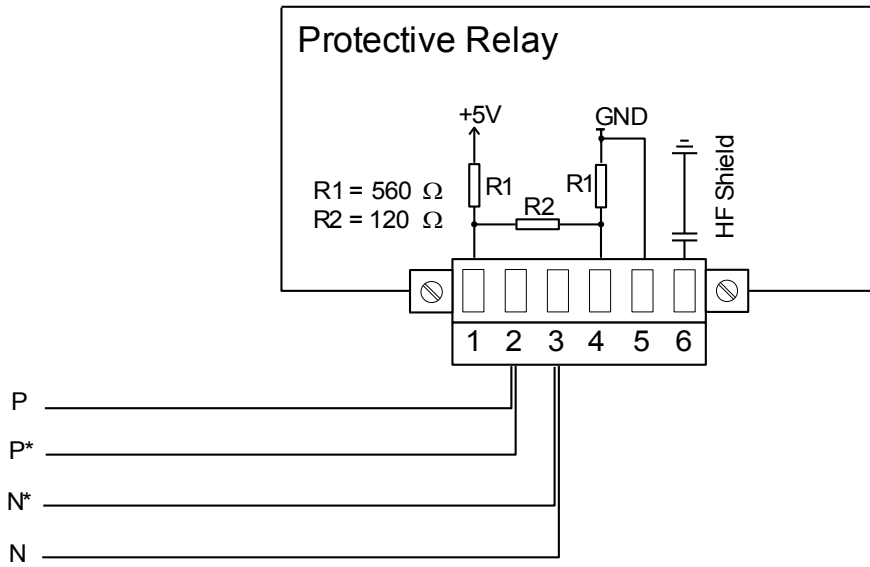 Protective Relay
+5V
GND
R1 = 560 Ω
R2 = 120 Ω
R1
R2
R1
HF Shield
1 2 3 4 5 6
P
P*
N*
N